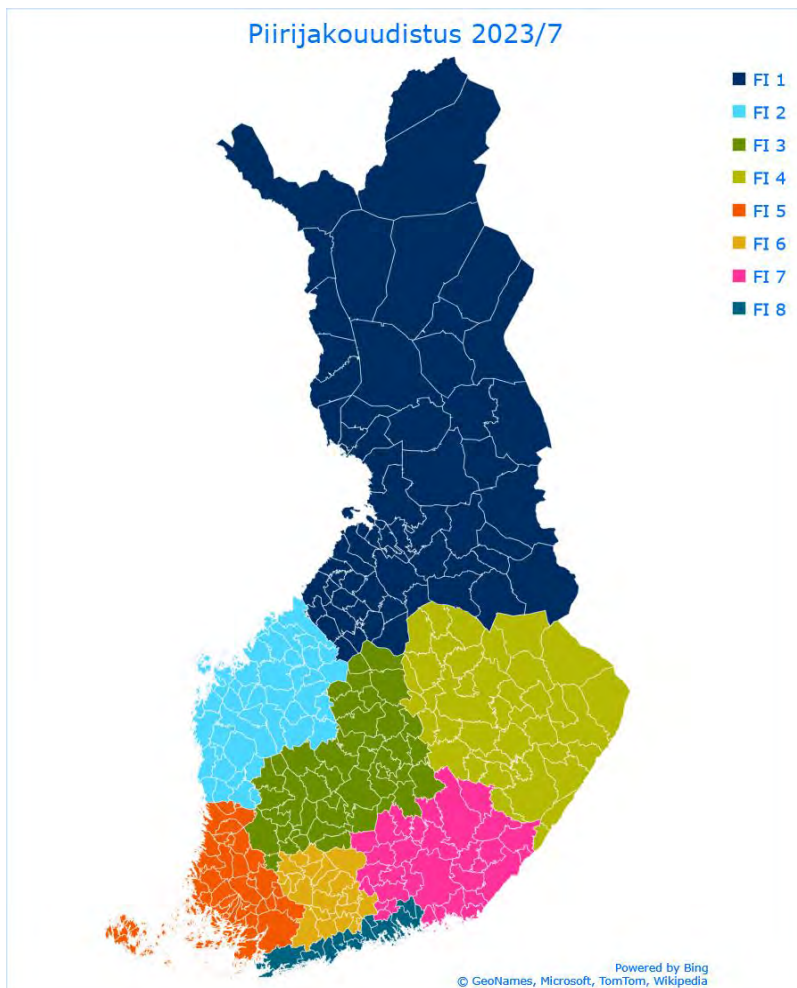 Piirijakouudistus 2023/7
FI 1
FI 2
FI 3
FI 4
FI 5
FI 6
FI 7
FI 8
Powered by Bing
© GeoNames, Microsoft, TomTom, Wikipedia